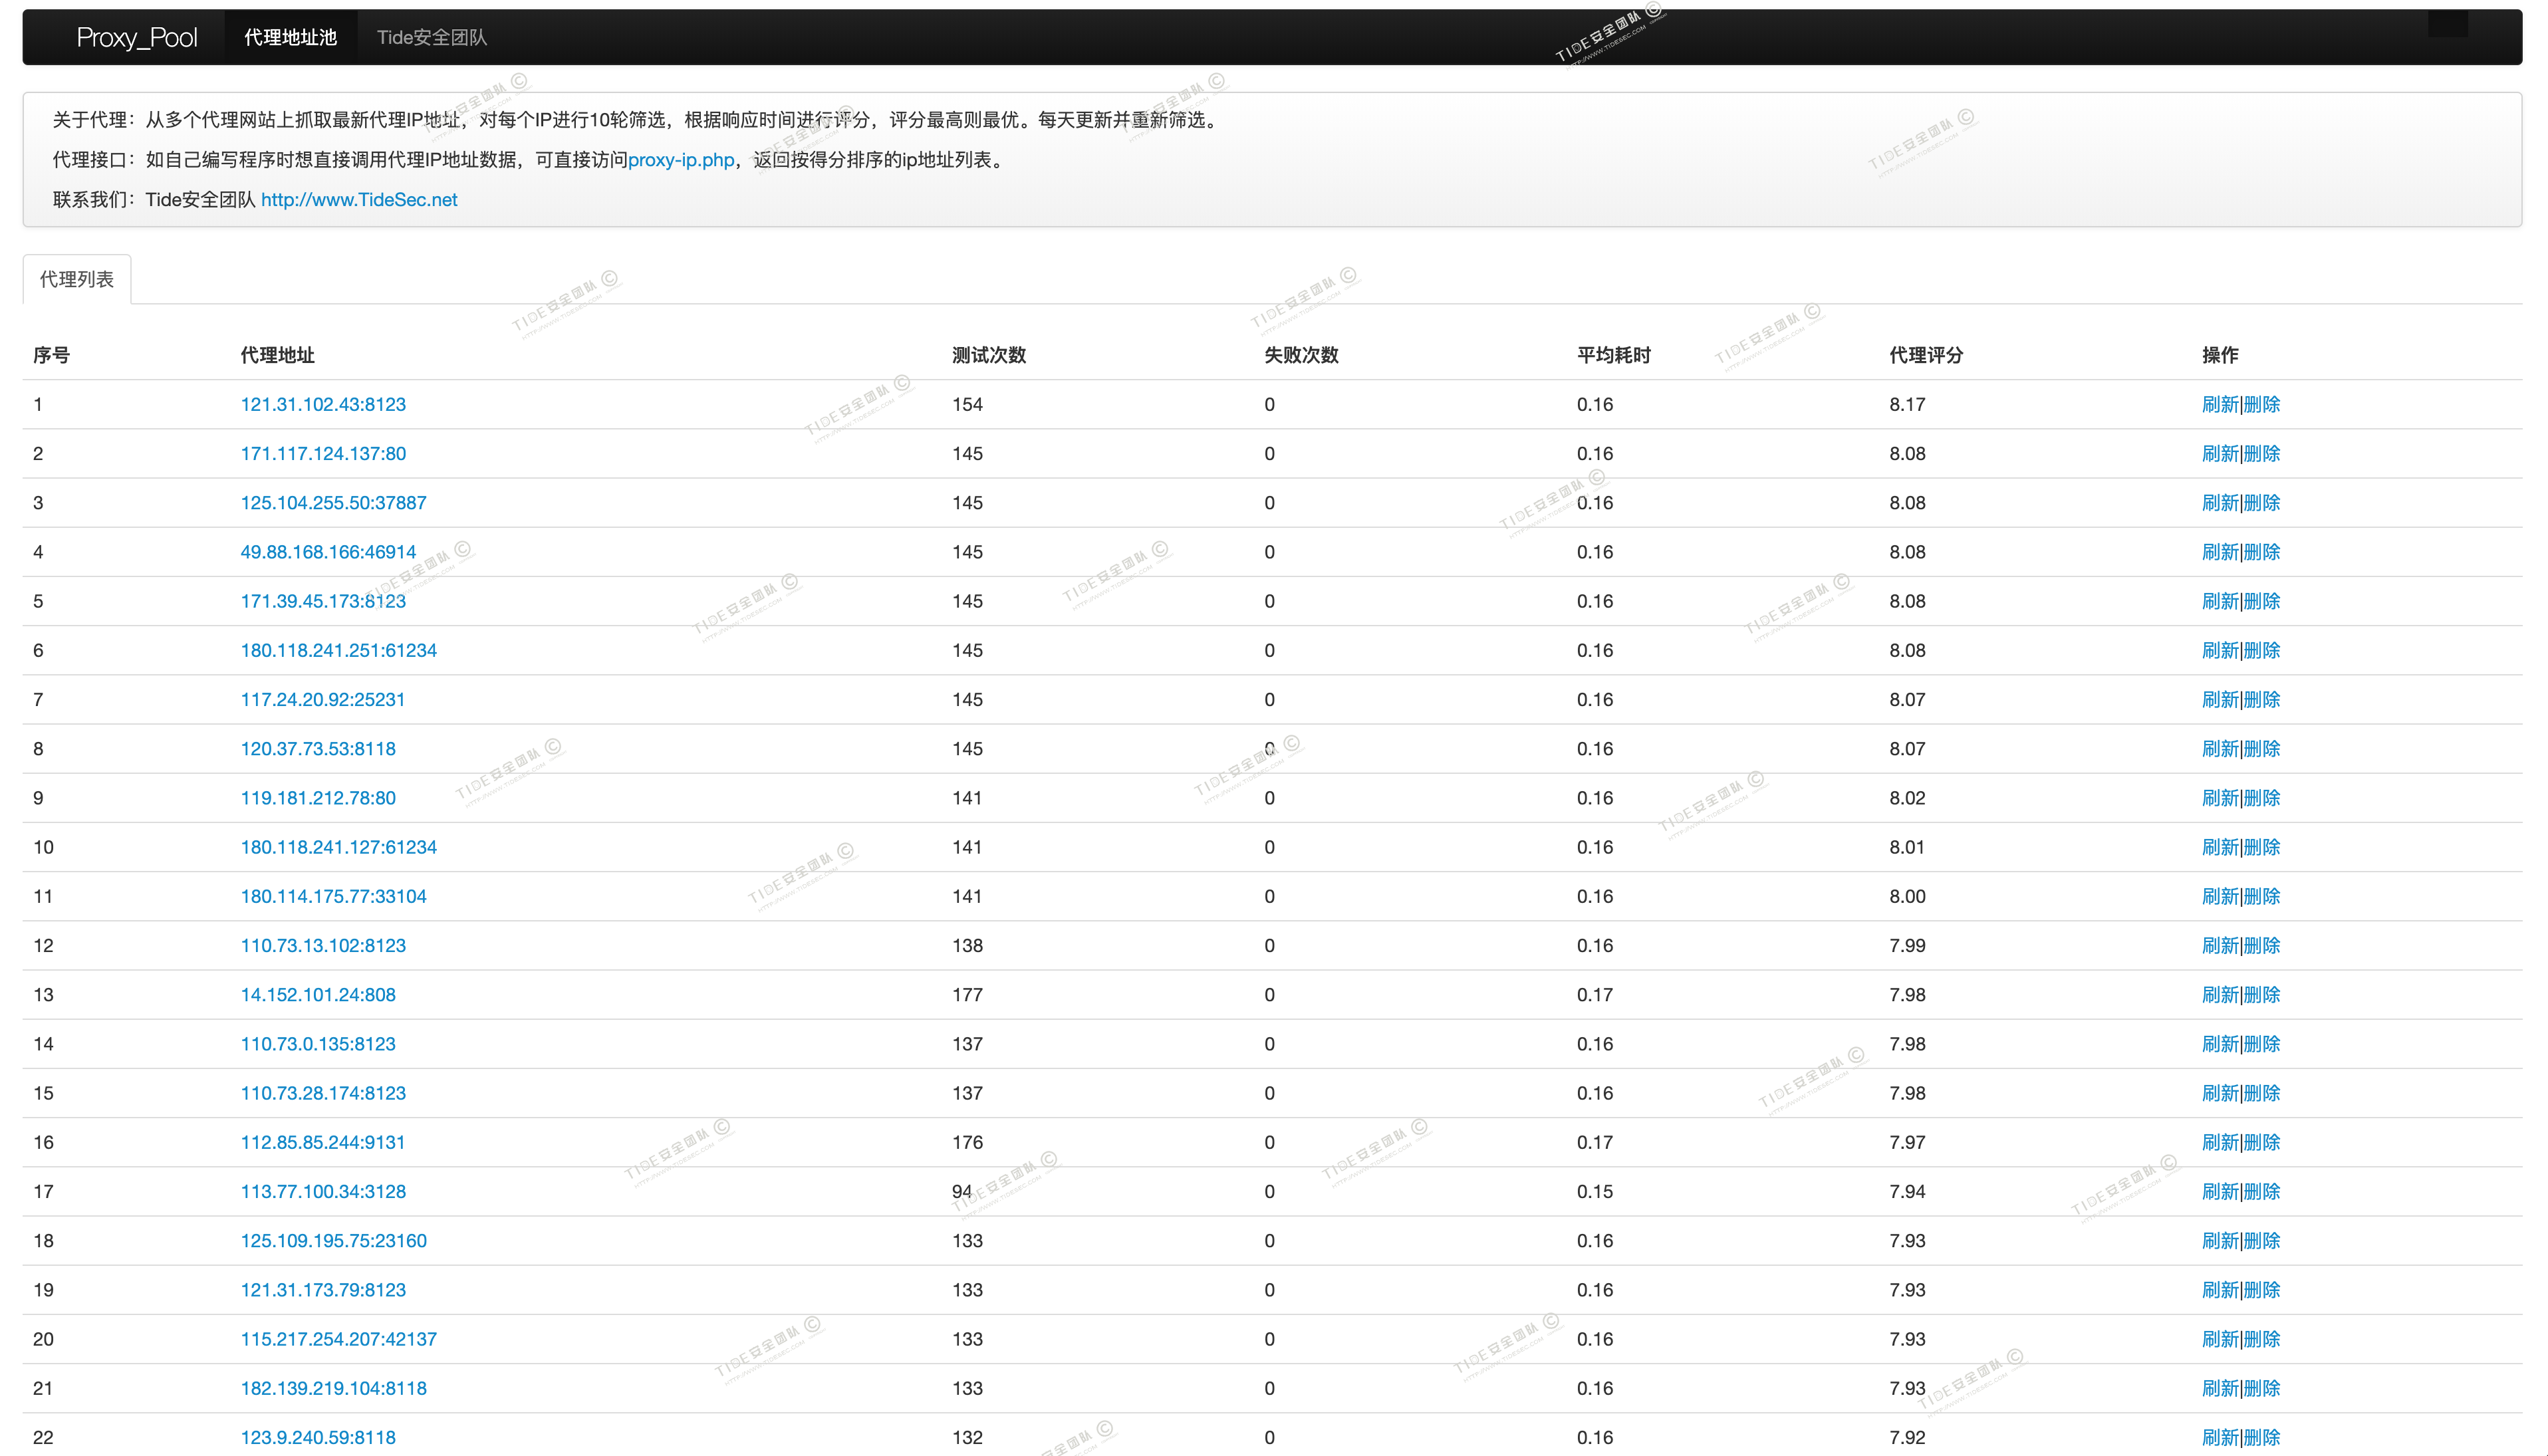 Proxy_Pool 代理地址池 Tide安全团队
关于代理：从多个代理网站上抓取最新代理IP地址，对每个IP进行10轮筛选，根据响应时间进行评分，评分最高则最优。每天更新并重新筛选。
代理接口：如自己编写程序时想直接调用代理IP地址数据，可直接访问proxy-ip.php，返回按得分排序的ip地址列表。
联系我们：Tide安全团队 http://www.TideSec.net
代理列表
序号 代理地址 测试次数 失败次数 平均耗时 代理评分 操作
1 121.31.102.43:8123 154 0 0.16 8.17 刷新|删除
2 171.117.124.137:80 145 0 0.16 8.08 刷新|删除
3 125.104.255.50:37887 145 0 0.16 8.08 刷新|删除
4 49.88.168.166:46914 145 0 0.16 8.08 刷新|删除
5 171.39.45.173:8123 145 0 0.16 8.08 刷新|删除
6 180.118.241.251:61234 145 0 0.16 8.08 刷新|删除
7 117.24.20.92:25231 145 0 0.16 8.07 刷新|删除
8 120.37.73.53:8118 145 0 0.16 8.07 刷新|删除
9 119.181.212.78:80 141 0 0.16 8.02 刷新|删除
10 180.118.241.127:61234 141 0 0.16 8.01 刷新|删除
11 180.114.175.77:33104 141 0 0.16 8.00 刷新|删除
12 110.73.13.102:8123 138 0 0.16 7.99 刷新|删除
13 14.152.101.24:808 177 0 0.17 7.98 刷新|删除
14 110.73.0.135:8123 137 0 0.16 7.98 刷新|删除
15 110.73.28.174:8123 137 0 0.16 7.98 刷新|删除
16 112.85.85.244:9131 176 0 0.17 7.97 刷新|删除
17 113.77.100.34:3128 94 0 0.15 7.94 刷新|删除
18 125.109.195.75:23160 133 0 0.16 7.93 刷新|删除
19 121.31.173.79:8123 133 0 0.16 7.93 刷新|删除
20 115.217.254.207:42137 133 0 0.16 7.93 刷新|删除
21 182.139.219.104:8118 133 0 0.16 7.93 刷新|删除
22 123.9.240.59:8118 132 0 0.16 7.92 刷新|删除
TIDE安全团队 ©
HTTP://WWW.TIDESEC.COM